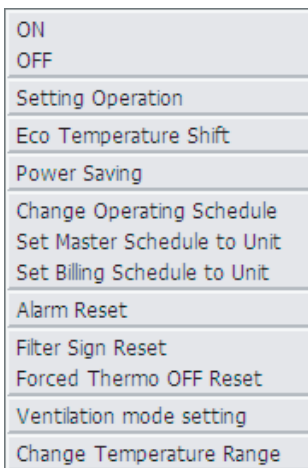 ON
OFF
Setting Operation
Eco Temperature Shift
Power Saving
Change Operating Schedule
Set Master Schedule to Unit
Set Billing Schedule to Unit
Alarm Reset
Filter Sign Reset
Forced Thermo OFF Reset
Ventilation mode setting
Change Temperature Range